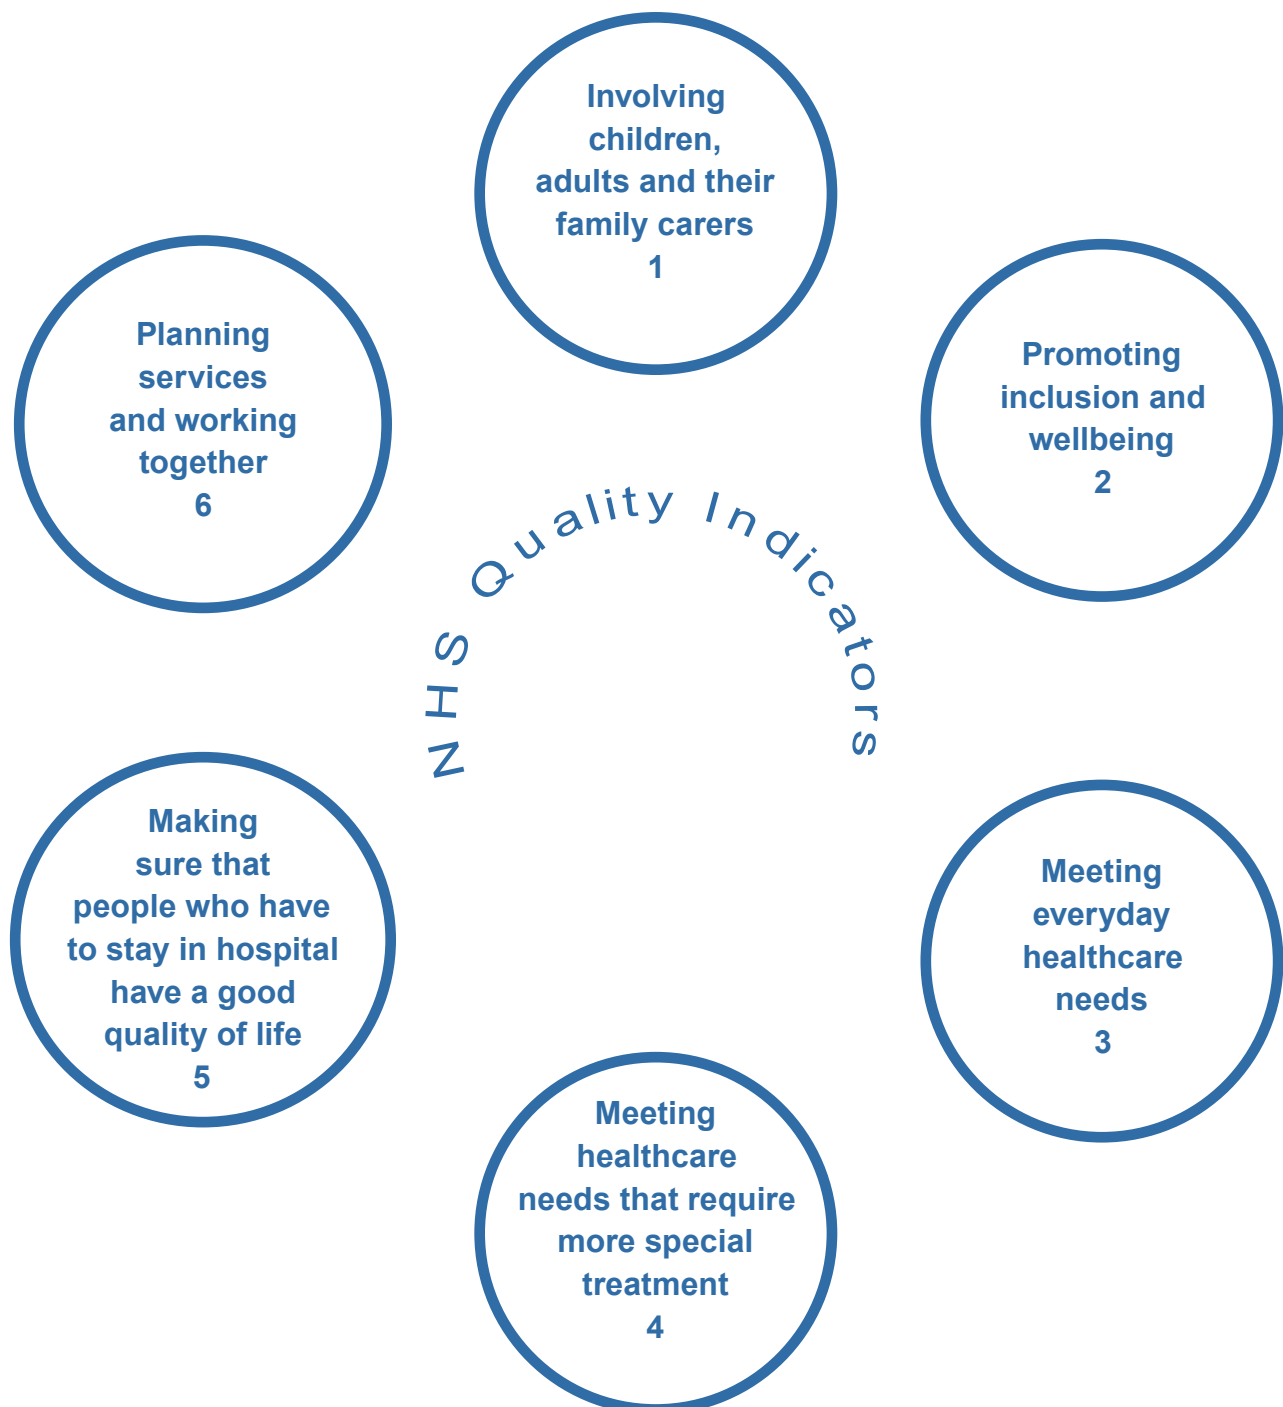 Involving
children,
adults and their
family carers
1
Promoting
inclusion and
wellbeing
2
Meeting
everyday
healthcare
needs
3
Meeting
healthcare
needs that require
more special
treatment
4
Making
sure that
people who have
to stay in hospital
have a good
quality of life
5
Planning
services
and working
together
6
NHS Quality Indicators